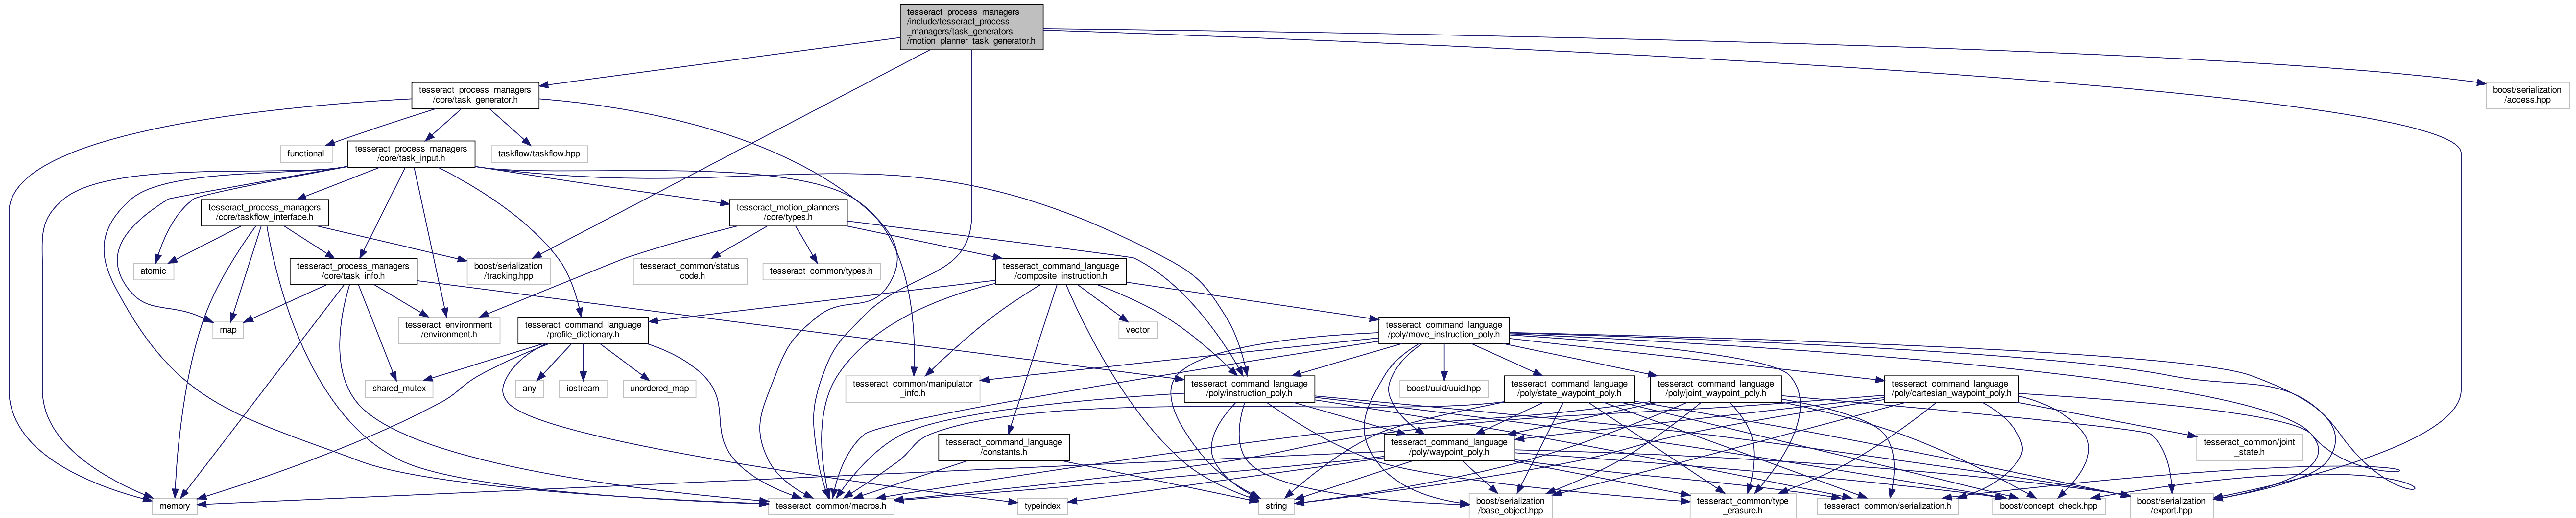 tesseract_process_managers
/include/tesseract_process
_managers/task_generators
/motion_planner_task_generator.h
tesseract_process_managers
/core/task_generator.h
boost/serialization
/access.hpp
functional
tesseract_process_managers
/core/task_input.h
taskflow/taskflow.hpp
tesseract_process_managers
/core/taskflow_interface.h
tesseract_motion_planners
/core/types.h
atomic
tesseract_process_managers
/core/task_info.h
boost/serialization
/tracking.hpp
tesseract_common/status
_code.h
tesseract_common/types.h
tesseract_command_language
/composite_instruction.h
map
tesseract_environment
/environment.h
tesseract_command_language
/profile_dictionary.h
vector
tesseract_command_language
/poly/move_instruction_poly.h
shared_mutex
any
iostream
unordered_map
tesseract_common/manipulator
_info.h
tesseract_command_language
/poly/instruction_poly.h
boost/uuid/uuid.hpp
tesseract_command_language
/poly/state_waypoint_poly.h
tesseract_command_language
/poly/joint_waypoint_poly.h
tesseract_command_language
/poly/cartesian_waypoint_poly.h
tesseract_command_language
/constants.h
tesseract_command_language
/poly/waypoint_poly.h
tesseract_common/joint
_state.h
memory
tesseract_common/macros.h
typeindex
string
boost/serialization
/base_object.hpp
tesseract_common/type
_erasure.h
tesseract_common/serialization.h
boost/concept_check.hpp
boost/serialization
/export.hpp